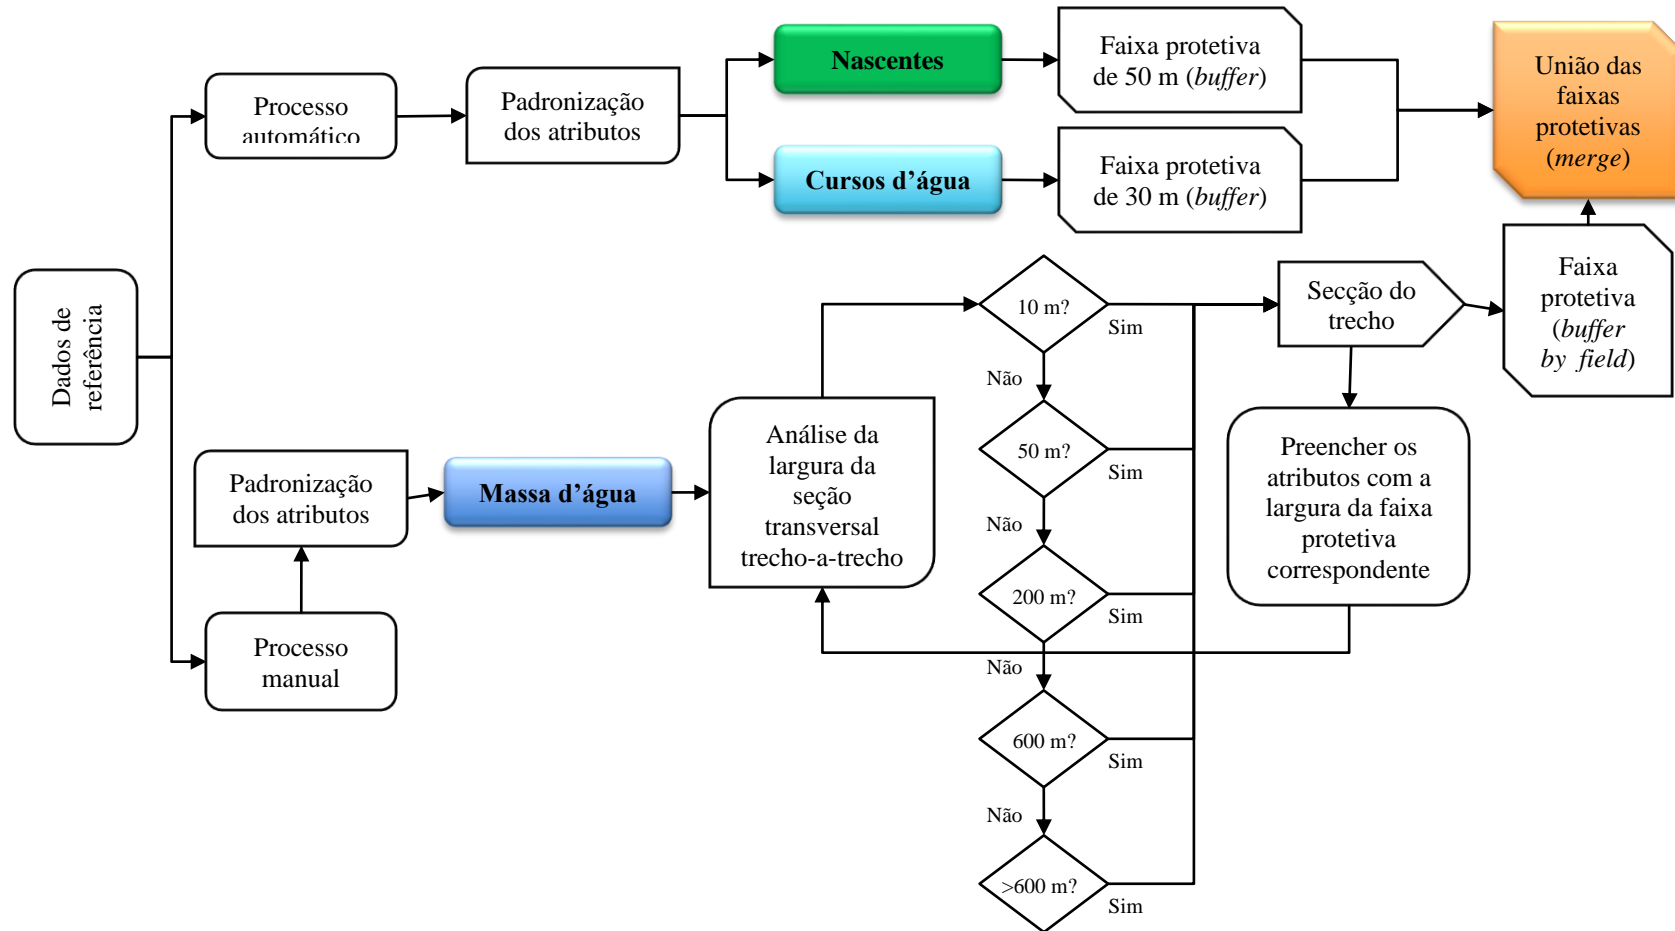 Dados de
referência
Processo
automático
Padronização
dos atributos
Nascentes
Faixa protetiva
de 50 m (buffer)
Cursos d’água
Faixa protetiva
de 30 m (buffer)
União das
faixas
protetivas
(merge)
Processo
manual
Padronização
dos atributos
Massa d’água
Análise da
largura da
seção
transversal
trecho-a-trecho
10 m?
Sim
Não
50 m?
Sim
Não
200 m?
Sim
Não
600 m?
Sim
Não
>600 m?
Sim
Secção do
trecho
Preencher os
atributos com a
largura da faixa
protetiva
correspondente
Faixa
protetiva
(buffer
by field)